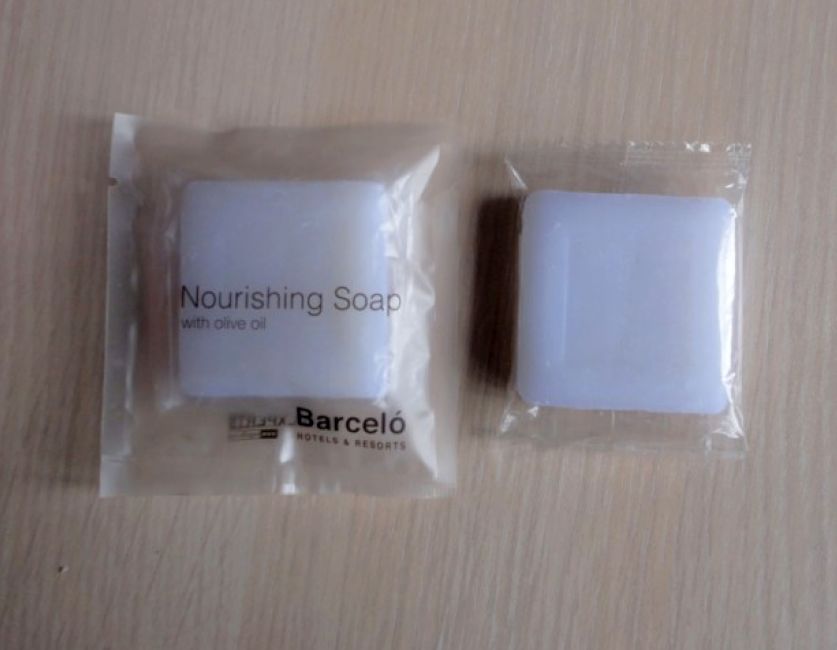 Nourishing Soap
with olive oil
Barceló
HOTELS & RESORTS